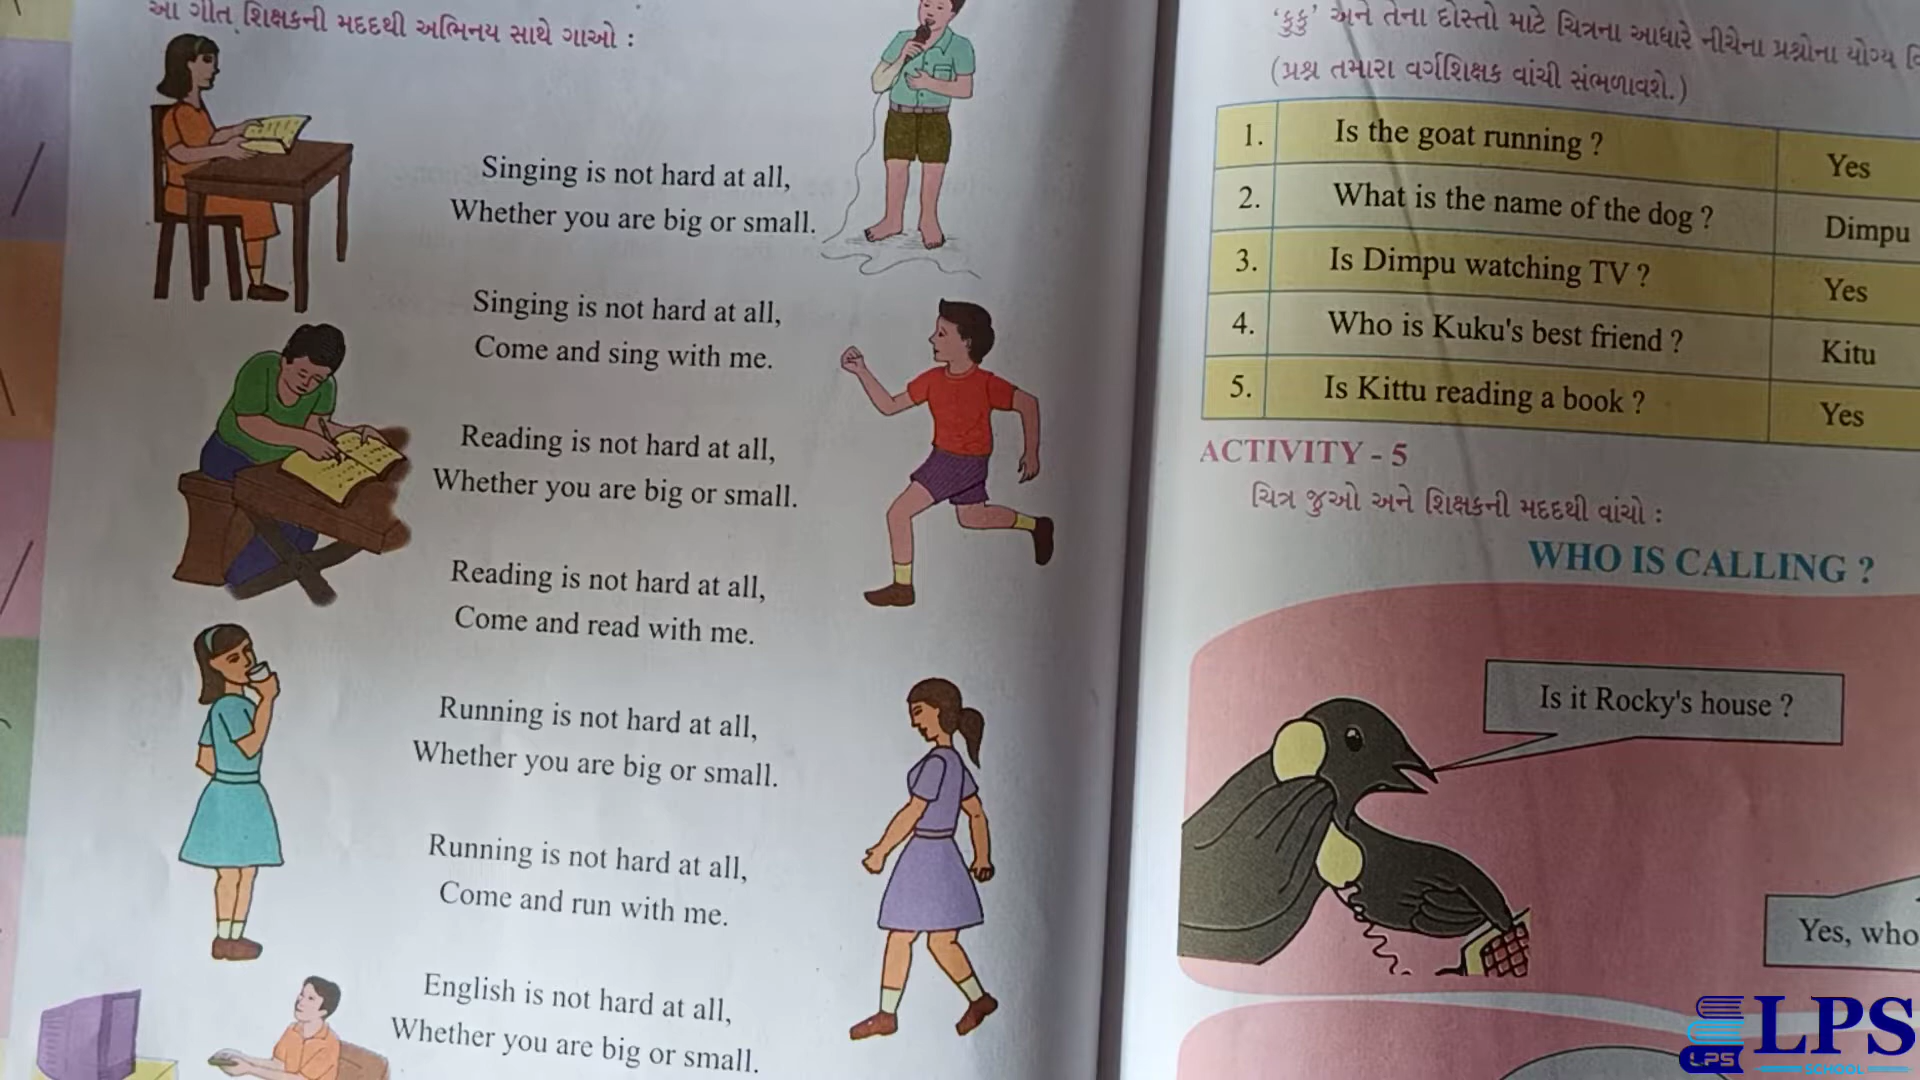 આ ગીત શિક્ષકની મદદથી અભિનય સાથે ગાઓ :
Singing is not hard at all,
Whether you are big or small.
Singing is not hard at all,
Come and sing with me.
Reading is not hard at all,
Whether you are big or small.
Reading is not hard at all,
Come and read with me.
Running is not hard at all,
Whether you are big or small.
Running is not hard at all,
Come and run with me.
English is not hard at all,
Whether you are big or small.
‘કુકુ’ અને તેના દોસ્તો માટે ચિત્રના આધારે નીચેના પ્રશ્નોના યોગ્ય
(પ્રશ્ન તમારા વર્ગશિક્ષક વાંચી સંભળાવશે.)
1. Is the goat running ? Yes
2. What is the name of the dog ? Dimpu
3. Is Dimpu watching TV ? Yes
4. Who is Kuku's best friend ? Kitu
5. Is Kittu reading a book ? Yes
ACTIVITY - 5
ચિત્ર જુઓ અને શિક્ષકની મદદથી વાંચો :
WHO IS CALLING ?
Is it Rocky's house ?
Yes, who
LPS
LPS
SCHOOL